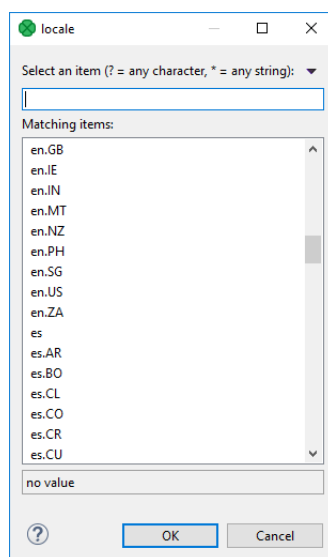 locale
Select an item (? = any character, * = any string):
Matching items:
en.GB
en.IE
en.IN
en.MT
en.NZ
en.PH
en.SG
en.US
en.ZA
es
es.AR
es.BO
es.CL
es.CO
es.CR
es.CU
no value
?
OK Cancel